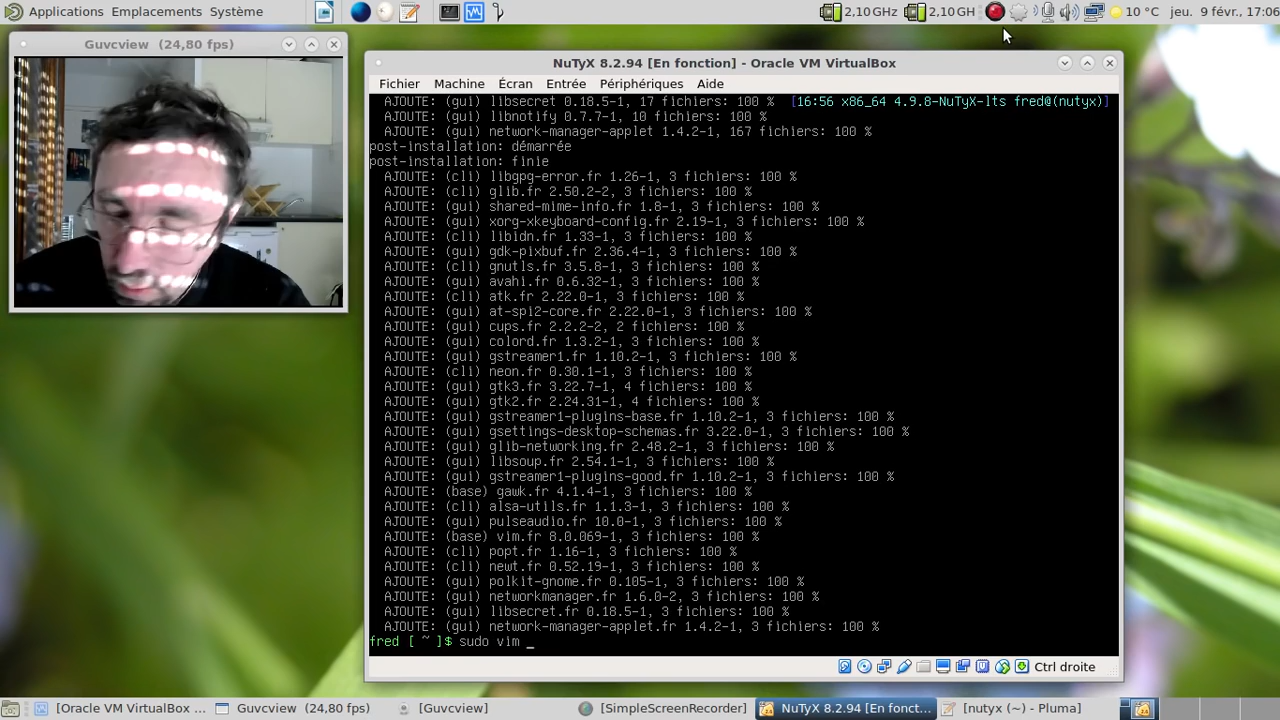 Applications Emplacements Système
2,10 GHz 2,10 GH 10 °C jeu. 9 févr., 17:06
Guvcview (24,80 fps)
NuTyX 8.2.94 [En fonction] - Oracle VM VirtualBox
Fichier Machine Écran Entrée Périphériques Aide
AJOUTE: (gui) libsecret 0.18.5-1, 17 fichiers: 100 % [16:56 x86_64 4.9.8-NuTyX-lts fred@(nutyx)]
AJOUTE: (gui) libnotify 0.7.7-1, 10 fichiers: 100 %
AJOUTE: (gui) network-manager-applet 1.4.2-1, 167 fichiers: 100 %
post-installation: démarrée
post-installation: finie
AJOUTE: (cli) libgpg-error.fr 1.26-1, 3 fichiers: 100 %
AJOUTE: (cli) glib.fr 2.50.2-2, 3 fichiers: 100 %
AJOUTE: (gui) shared-mime-info.fr 1.8-1, 3 fichiers: 100 %
AJOUTE: (gui) xorg-xkeyboard-config.fr 2.19-1, 3 fichiers: 100 %
AJOUTE: (cli) libidn.fr 1.33-1, 3 fichiers: 100 %
AJOUTE: (gui) gdk-pixbuf.fr 2.36.4-1, 3 fichiers: 100 %
AJOUTE: (cli) gnutls.fr 3.5.8-1, 3 fichiers: 100 %
AJOUTE: (gui) avahi.fr 0.6.32-1, 3 fichiers: 100 %
AJOUTE: (cli) atk.fr 2.22.0-1, 3 fichiers: 100 %
AJOUTE: (gui) at-spi2-core.fr 2.22.0-1, 3 fichiers: 100 %
AJOUTE: (gui) cups.fr 2.2.2-2, 2 fichiers: 100 %
AJOUTE: (gui) colord.fr 1.3.2-1, 3 fichiers: 100 %
AJOUTE: (gui) gstreamer1.fr 1.10.2-1, 3 fichiers: 100 %
AJOUTE: (cli) neon.fr 0.30.1-1, 3 fichiers: 100 %
AJOUTE: (gui) gtk3.fr 3.22.7-1, 4 fichiers: 100 %
AJOUTE: (gui) gtk2.fr 2.24.31-1, 4 fichiers: 100 %
AJOUTE: (gui) gstreamer1-plugins-base.fr 1.10.2-1, 3 fichiers: 100 %
AJOUTE: (gui) gsettings-desktop-schemas.fr 3.22.0-1, 3 fichiers: 100 %
AJOUTE: (gui) glib-networking.fr 2.48.2-1, 3 fichiers: 100 %
AJOUTE: (gui) libsoup.fr 2.54.1-1, 3 fichiers: 100 %
AJOUTE: (gui) gstreamer1-plugins-good.fr 1.10.2-1, 3 fichiers: 100 %
AJOUTE: (base) gawk.fr 4.1.4-1, 3 fichiers: 100 %
AJOUTE: (cli) alsa-utils.fr 1.1.3-1, 3 fichiers: 100 %
AJOUTE: (gui) pulseaudio.fr 10.0-1, 3 fichiers: 100 %
AJOUTE: (base) vim.fr 8.0.069-1, 3 fichiers: 100 %
AJOUTE: (cli) popt.fr 1.16-1, 3 fichiers: 100 %
AJOUTE: (cli) newt.fr 0.52.19-1, 3 fichiers: 100 %
AJOUTE: (gui) polkit-gnome.fr 0.105-1, 3 fichiers: 100 %
AJOUTE: (gui) networkmanager.fr 1.6.0-2, 3 fichiers: 100 %
AJOUTE: (gui) libsecret.fr 0.18.5-1, 3 fichiers: 100 %
AJOUTE: (gui) network-manager-applet.fr 1.4.2-1, 3 fichiers: 100 %
fred [ ~ ]$ sudo vim _
Ctrl droite
[Oracle VM VirtualBox ... Guvcview (24,80 fps) [Guvcview] [SimpleScreenRecorder] NuTyX 8.2.94 [En fonct... [nutyx (~) - Pluma]